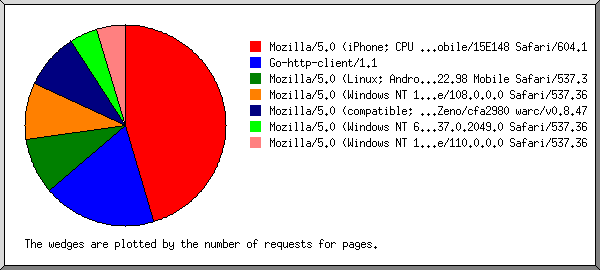 Mozilla/5.0 (iPhone; CPU ...obile/15E148 Safari/604.1
Go-http-client/1.1
Mozilla/5.0 (Linux; Andro...22.98 Mobile Safari/537.3
Mozilla/5.0 (Windows NT 1...e/108.0.0.0 Safari/537.36
Mozilla/5.0 (compatible; ...Zeno/cfa2980 warc/v0.8.47
Mozilla/5.0 (Windows NT 6...37.0.2049.0 Safari/537.36
Mozilla/5.0 (Windows NT 1...e/110.0.0.0 Safari/537.36
The wedges are plotted by the number of requests for pages.